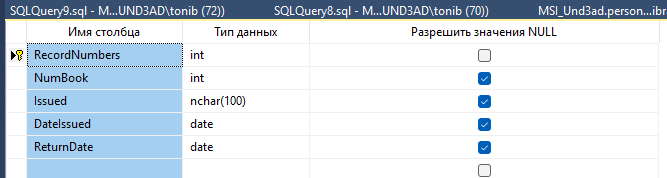 SQLQuery9.sql - M...UND3AD\tonib (72)) SQLQuery8.sql - M...UND3AD\tonib (70)) MSI_Und3ad.person...ibr
Имя столбца Тип данных Разрешить значения NULL
RecordNumbers int
NumBook int
Issued nchar(100)
DateIssued date
ReturnDate date